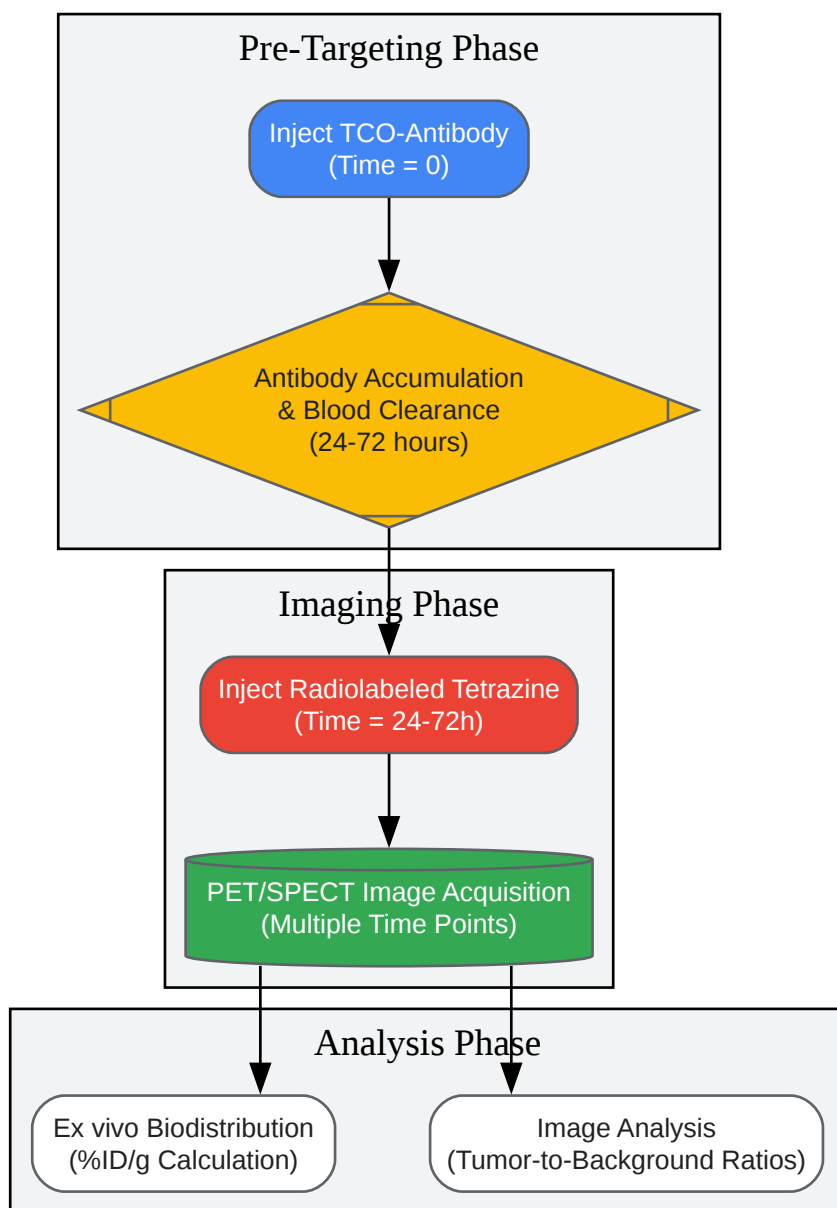 Pre-Targeting Phase
Inject TCO-Antibody
(Time = 0)
Antibody Accumulation
& Blood Clearance
(24-72 hours)
Imaging Phase
Inject Radiolabeled Tetrazine
(Time = 24-72h)
PET/SPECT Image Acquisition
(Multiple Time Points)
Analysis Phase
Ex vivo Biodistribution
(%ID/g Calculation)
Image Analysis
(Tumor-to-Background Ratios)